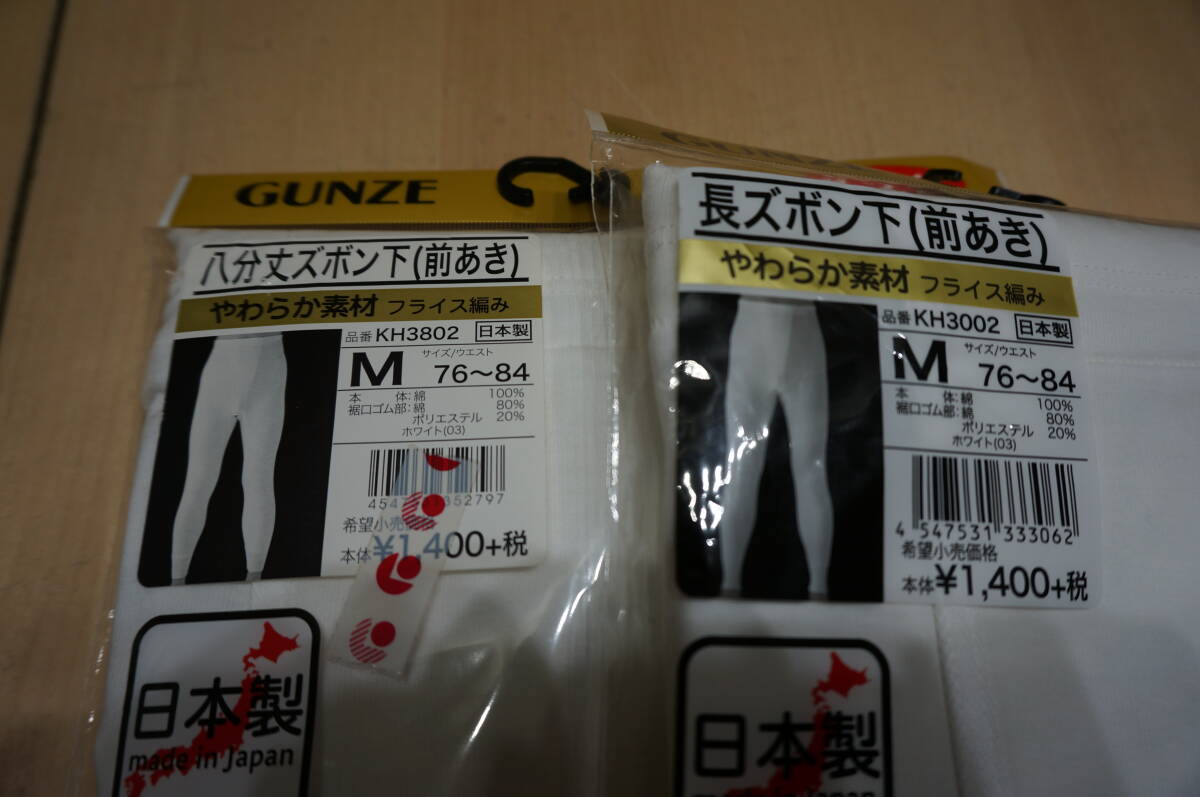 GUNZE
八分丈ズボン下(前あき)
やわらか素材 フライス編み
品番 KH3802 日本製
M サイズ/ウエスト 76～84
本 体:綿 100%
裾口ゴム部:綿 80%
ポリエステル 20%
ホワイト(03)
希望小売価格
本体¥1,400+税
日本製
made in Japan
GUNZE
長ズボン下(前あき)
やわらか素材 フライス編み
品番 KH3002 日本製
M サイズ/ウエスト 76～84
本 体:綿 100%
裾口ゴム部:綿 80%
ポリエステル 20%
ホワイト(03)
4 547531 333062
希望小売価格
本体¥1,400+税
日本製